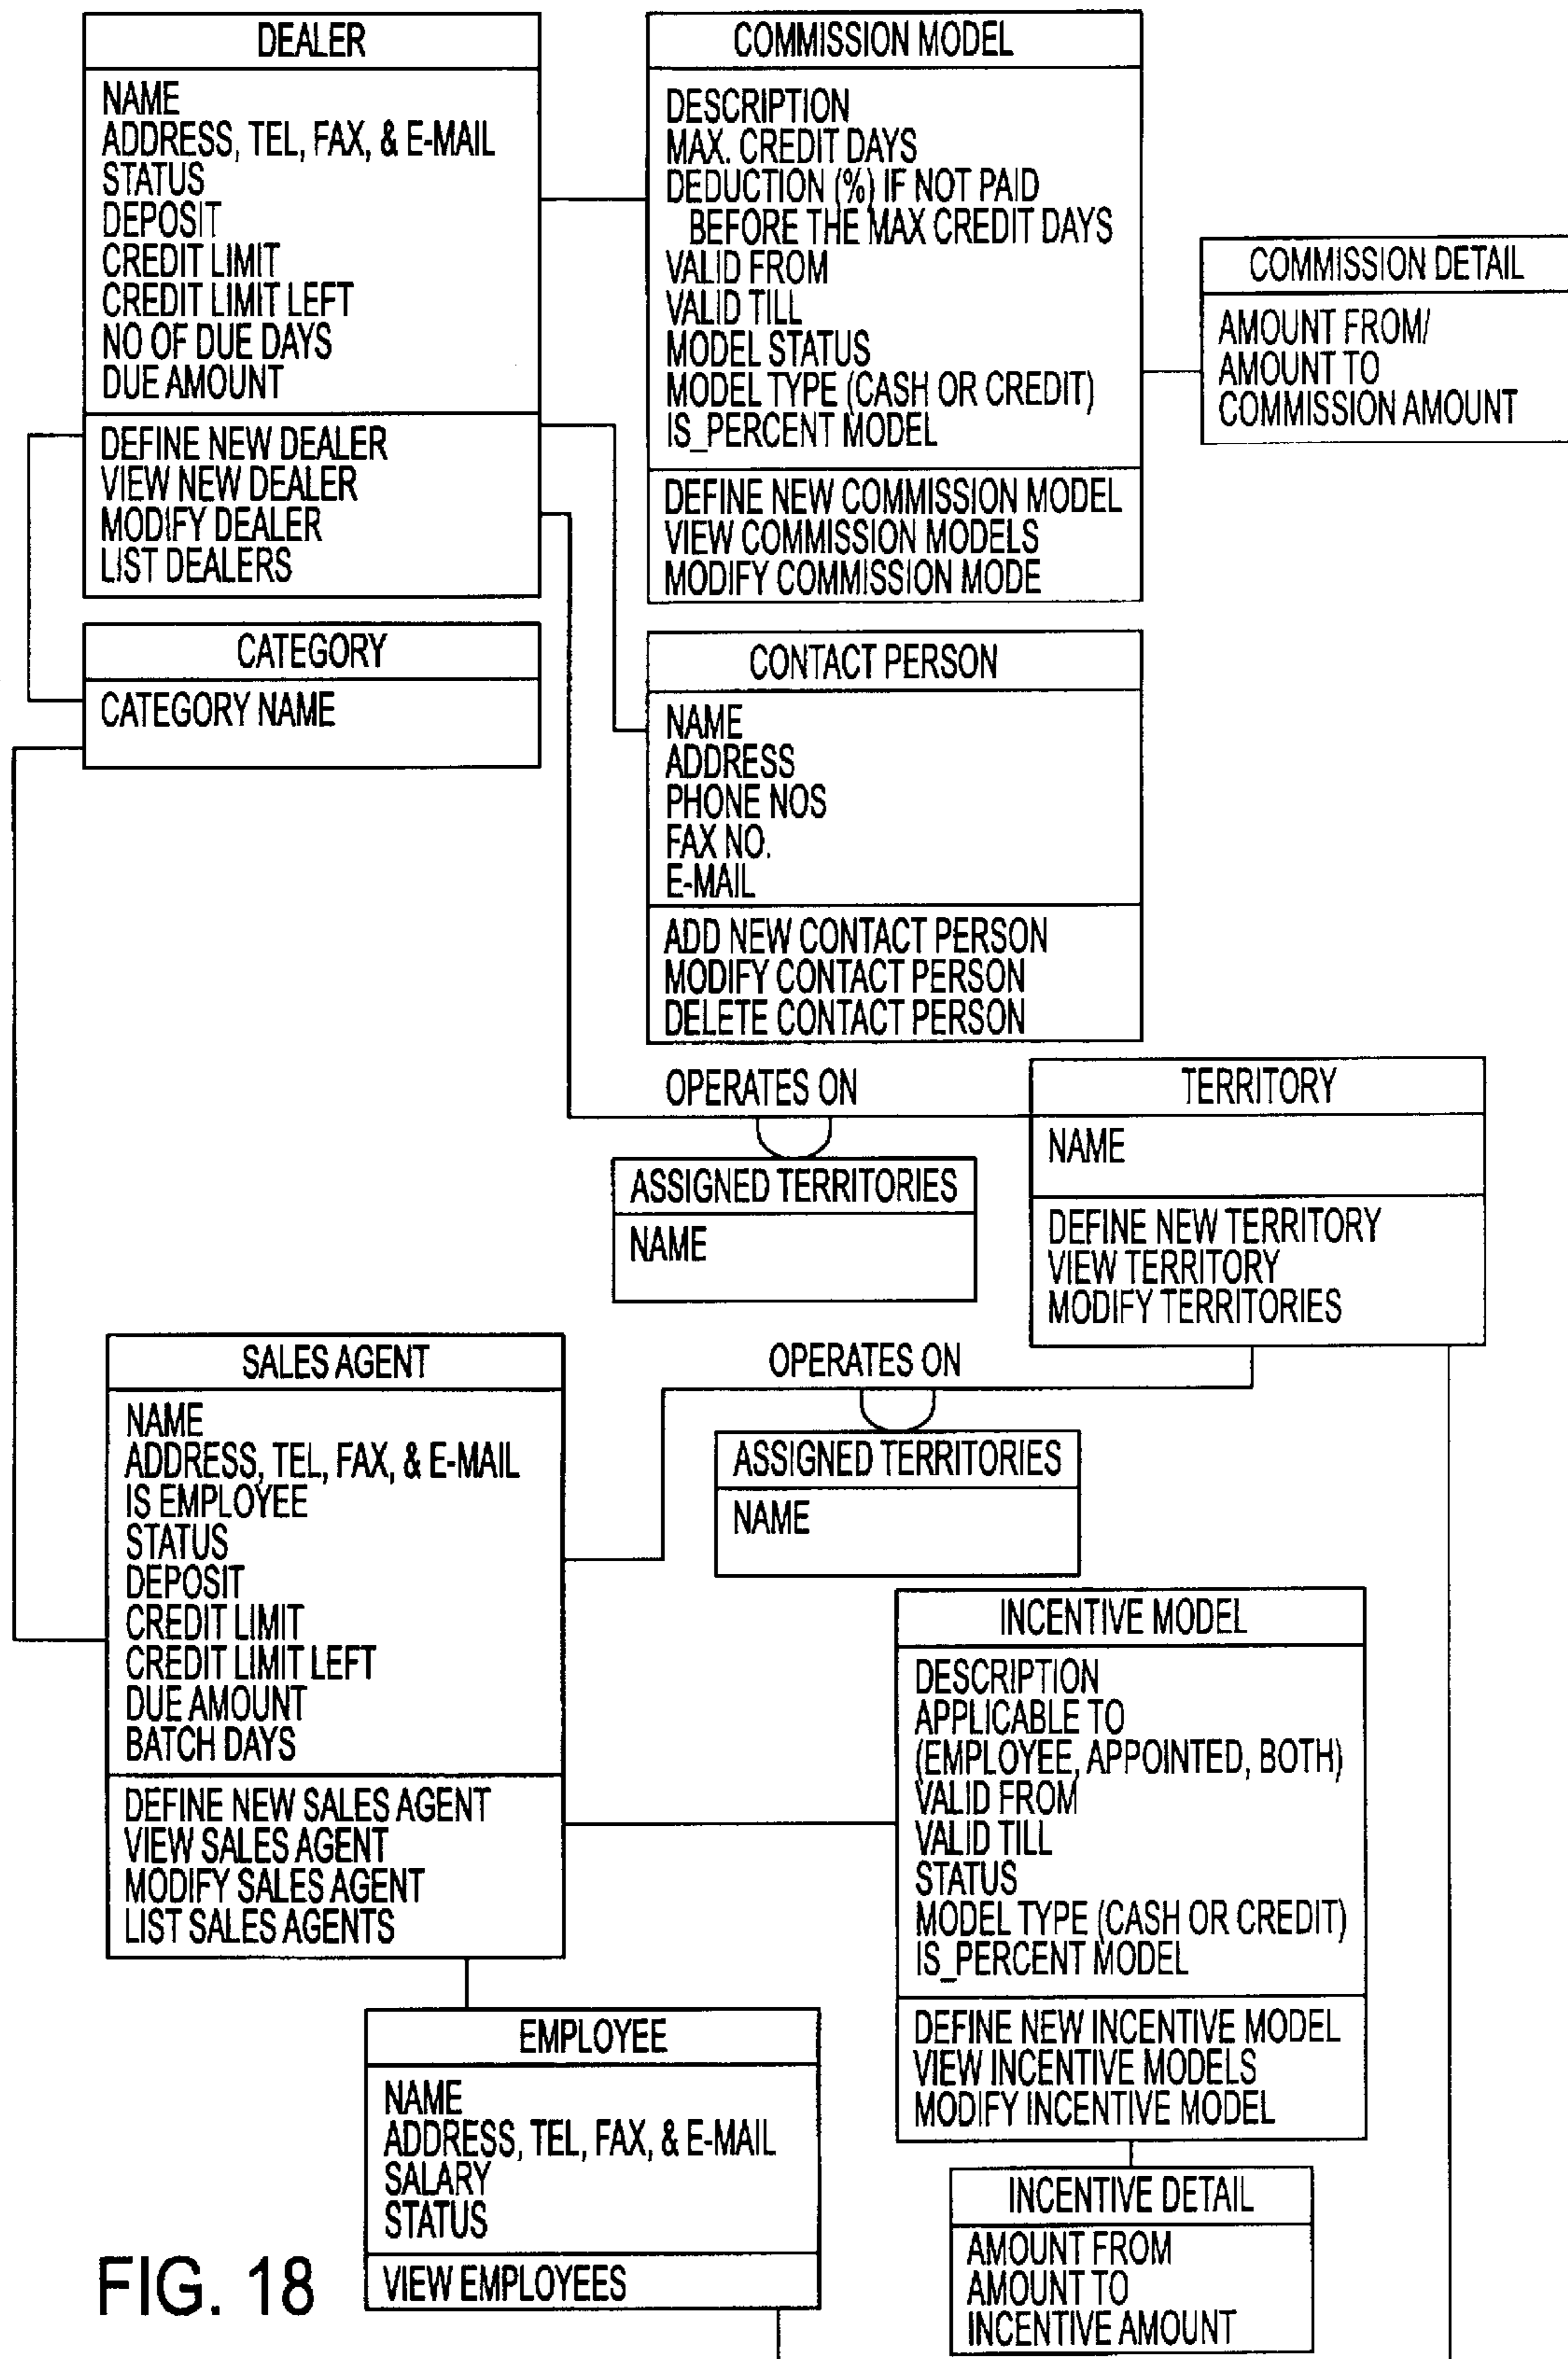 DEALER
NAME
ADDRESS, TEL, FAX, & E-MAIL
STATUS
DEPOSIT
CREDIT LIMIT
CREDIT LIMIT LEFT
NO OF DUE DAYS
DUE AMOUNT
DEFINE NEW DEALER
VIEW NEW DEALER
MODIFY DEALER
LIST DEALERS
COMMISSION MODEL
DESCRIPTION
MAX. CREDIT DAYS
DEDUCTION (%) IF NOT PAID
BEFORE THE MAX CREDIT DAYS
VALID FROM
VALID TILL
MODEL STATUS
MODEL TYPE (CASH OR CREDIT)
IS_PERCENT MODEL
DEFINE NEW COMMISSION MODEL
VIEW COMMISSION MODELS
MODIFY COMMISSION MODE
COMMISSION DETAIL
AMOUNT FROM/
AMOUNT TO
COMMISSION AMOUNT
CATEGORY
CATEGORY NAME
CONTACT PERSON
NAME
ADDRESS
PHONE NOS
FAX NO.
E-MAIL
ADD NEW CONTACT PERSON
MODIFY CONTACT PERSON
DELETE CONTACT PERSON
OPERATES ON
ASSIGNED TERRITORIES
NAME
TERRITORY
NAME
DEFINE NEW TERRITORY
VIEW TERRITORY
MODIFY TERRITORIES
SALES AGENT
NAME
ADDRESS, TEL, FAX, & E-MAIL
IS EMPLOYEE
STATUS
DEPOSIT
CREDIT LIMIT
CREDIT LIMIT LEFT
DUE AMOUNT
BATCH DAYS
DEFINE NEW SALES AGENT
VIEW SALES AGENT
MODIFY SALES AGENT
LIST SALES AGENTS
OPERATES ON
ASSIGNED TERRITORIES
NAME
INCENTIVE MODEL
DESCRIPTION
APPLICABLE TO
(EMPLOYEE, APPOINTED, BOTH)
VALID FROM
VALID TILL
STATUS
MODEL TYPE (CASH OR CREDIT)
IS_PERCENT MODEL
DEFINE NEW INCENTIVE MODEL
VIEW INCENTIVE MODELS
MODIFY INCENTIVE MODEL
EMPLOYEE
NAME
ADDRESS, TEL, FAX, & E-MAIL
SALARY
STATUS
VIEW EMPLOYEES
INCENTIVE DETAIL
AMOUNT FROM
AMOUNT TO
INCENTIVE AMOUNT
FIG. 18